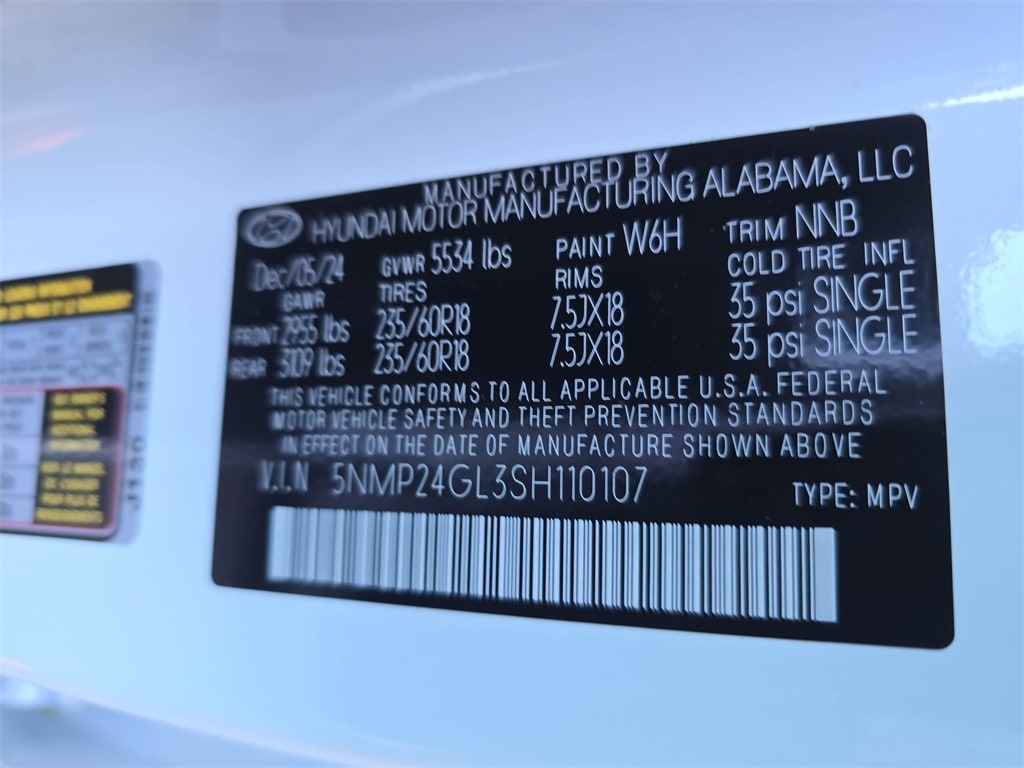 MANUFACTURED BY
HYUNDAI MOTOR MANUFACTURING ALABAMA, LLC
Dec/05/24 GVWR 5534 lbs PAINT W6H TRIM NNB
GAWR TIRES RIMS COLD TIRE INFL
FRONT 2955 lbs 235/60R18 7.5JX18 35 psi SINGLE
REAR 3109 lbs 235/60R18 7.5JX18 35 psi SINGLE
THIS VEHICLE CONFORMS TO ALL APPLICABLE U.S.A. FEDERAL
MOTOR VEHICLE SAFETY AND THEFT PREVENTION STANDARDS
IN EFFECT ON THE DATE OF MANUFACTURE SHOWN ABOVE
V.I.N 5NMP24GL3SH110107 TYPE: MPV